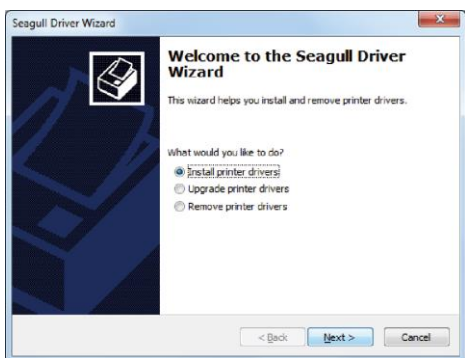 Seagull Driver Wizard
Welcome to the Seagull Driver
Wizard
This wizard helps you install and remove printer drivers.
What would you like to do?
Install printer drivers
Upgrade printer drivers
Remove printer drivers
< Back
Next >
Cancel